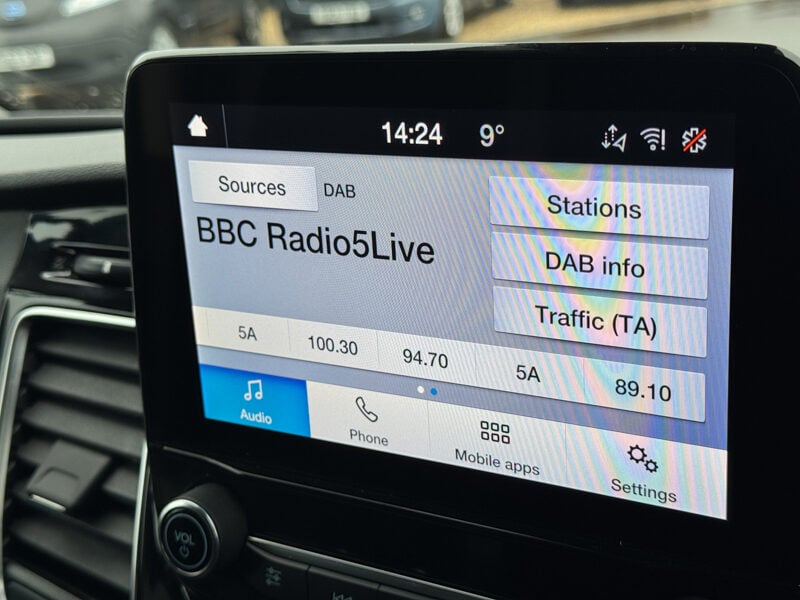 14:24 9°
Sources DAB
Stations
BBC Radio5Live
DAB info
Traffic (TA)
5A 100.30 94.70 5A 89.10
Audio
Phone
Mobile apps
Settings
VOL